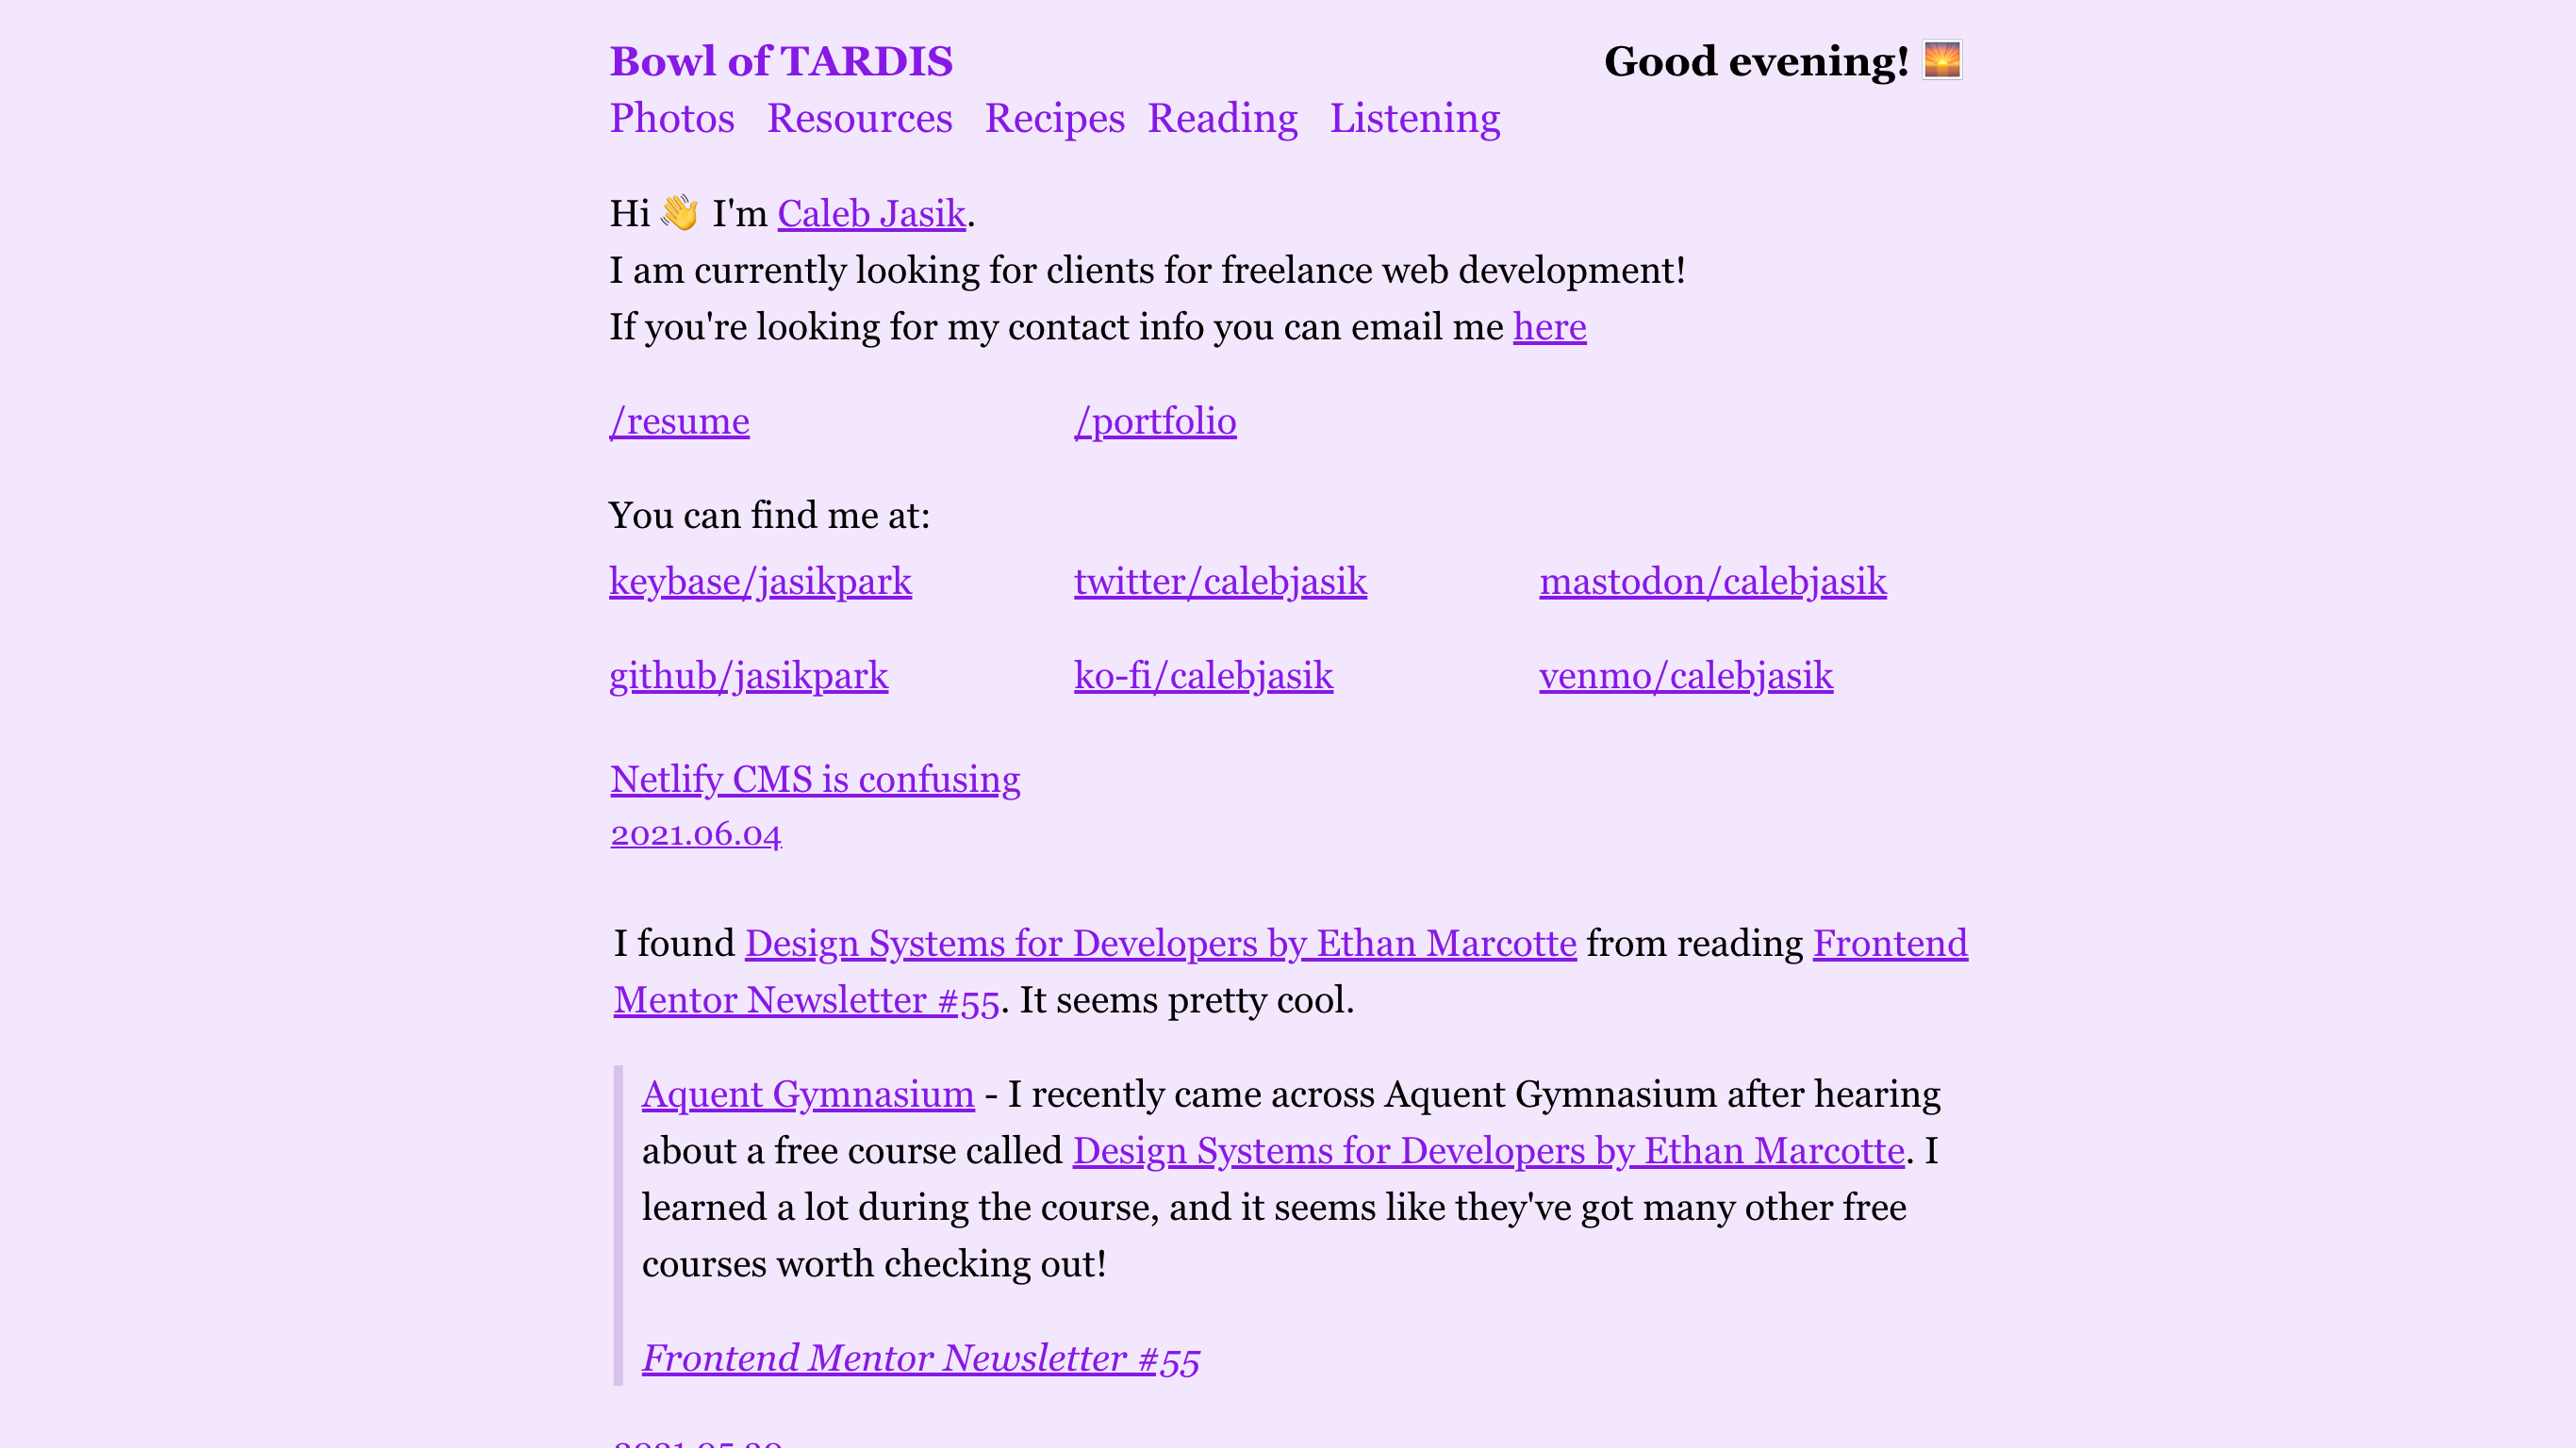 Bowl of TARDIS
Good evening! 🌅
Photos Resources Recipes Reading Listening
Hi 👋 I'm Caleb Jasik.
I am currently looking for clients for freelance web development!
If you're looking for my contact info you can email me here
/resume /portfolio
You can find me at:
keybase/jasikpark twitter/calebjasik mastodon/calebjasik
github/jasikpark ko-fi/calebjasik venmo/calebjasik
Netlify CMS is confusing
2021.06.04
I found Design Systems for Developers by Ethan Marcotte from reading Frontend
Mentor Newsletter #55. It seems pretty cool.
Aquent Gymnasium - I recently came across Aquent Gymnasium after hearing
about a free course called Design Systems for Developers by Ethan Marcotte. I
learned a lot during the course, and it seems like they've got many other free
courses worth checking out!
Frontend Mentor Newsletter #55